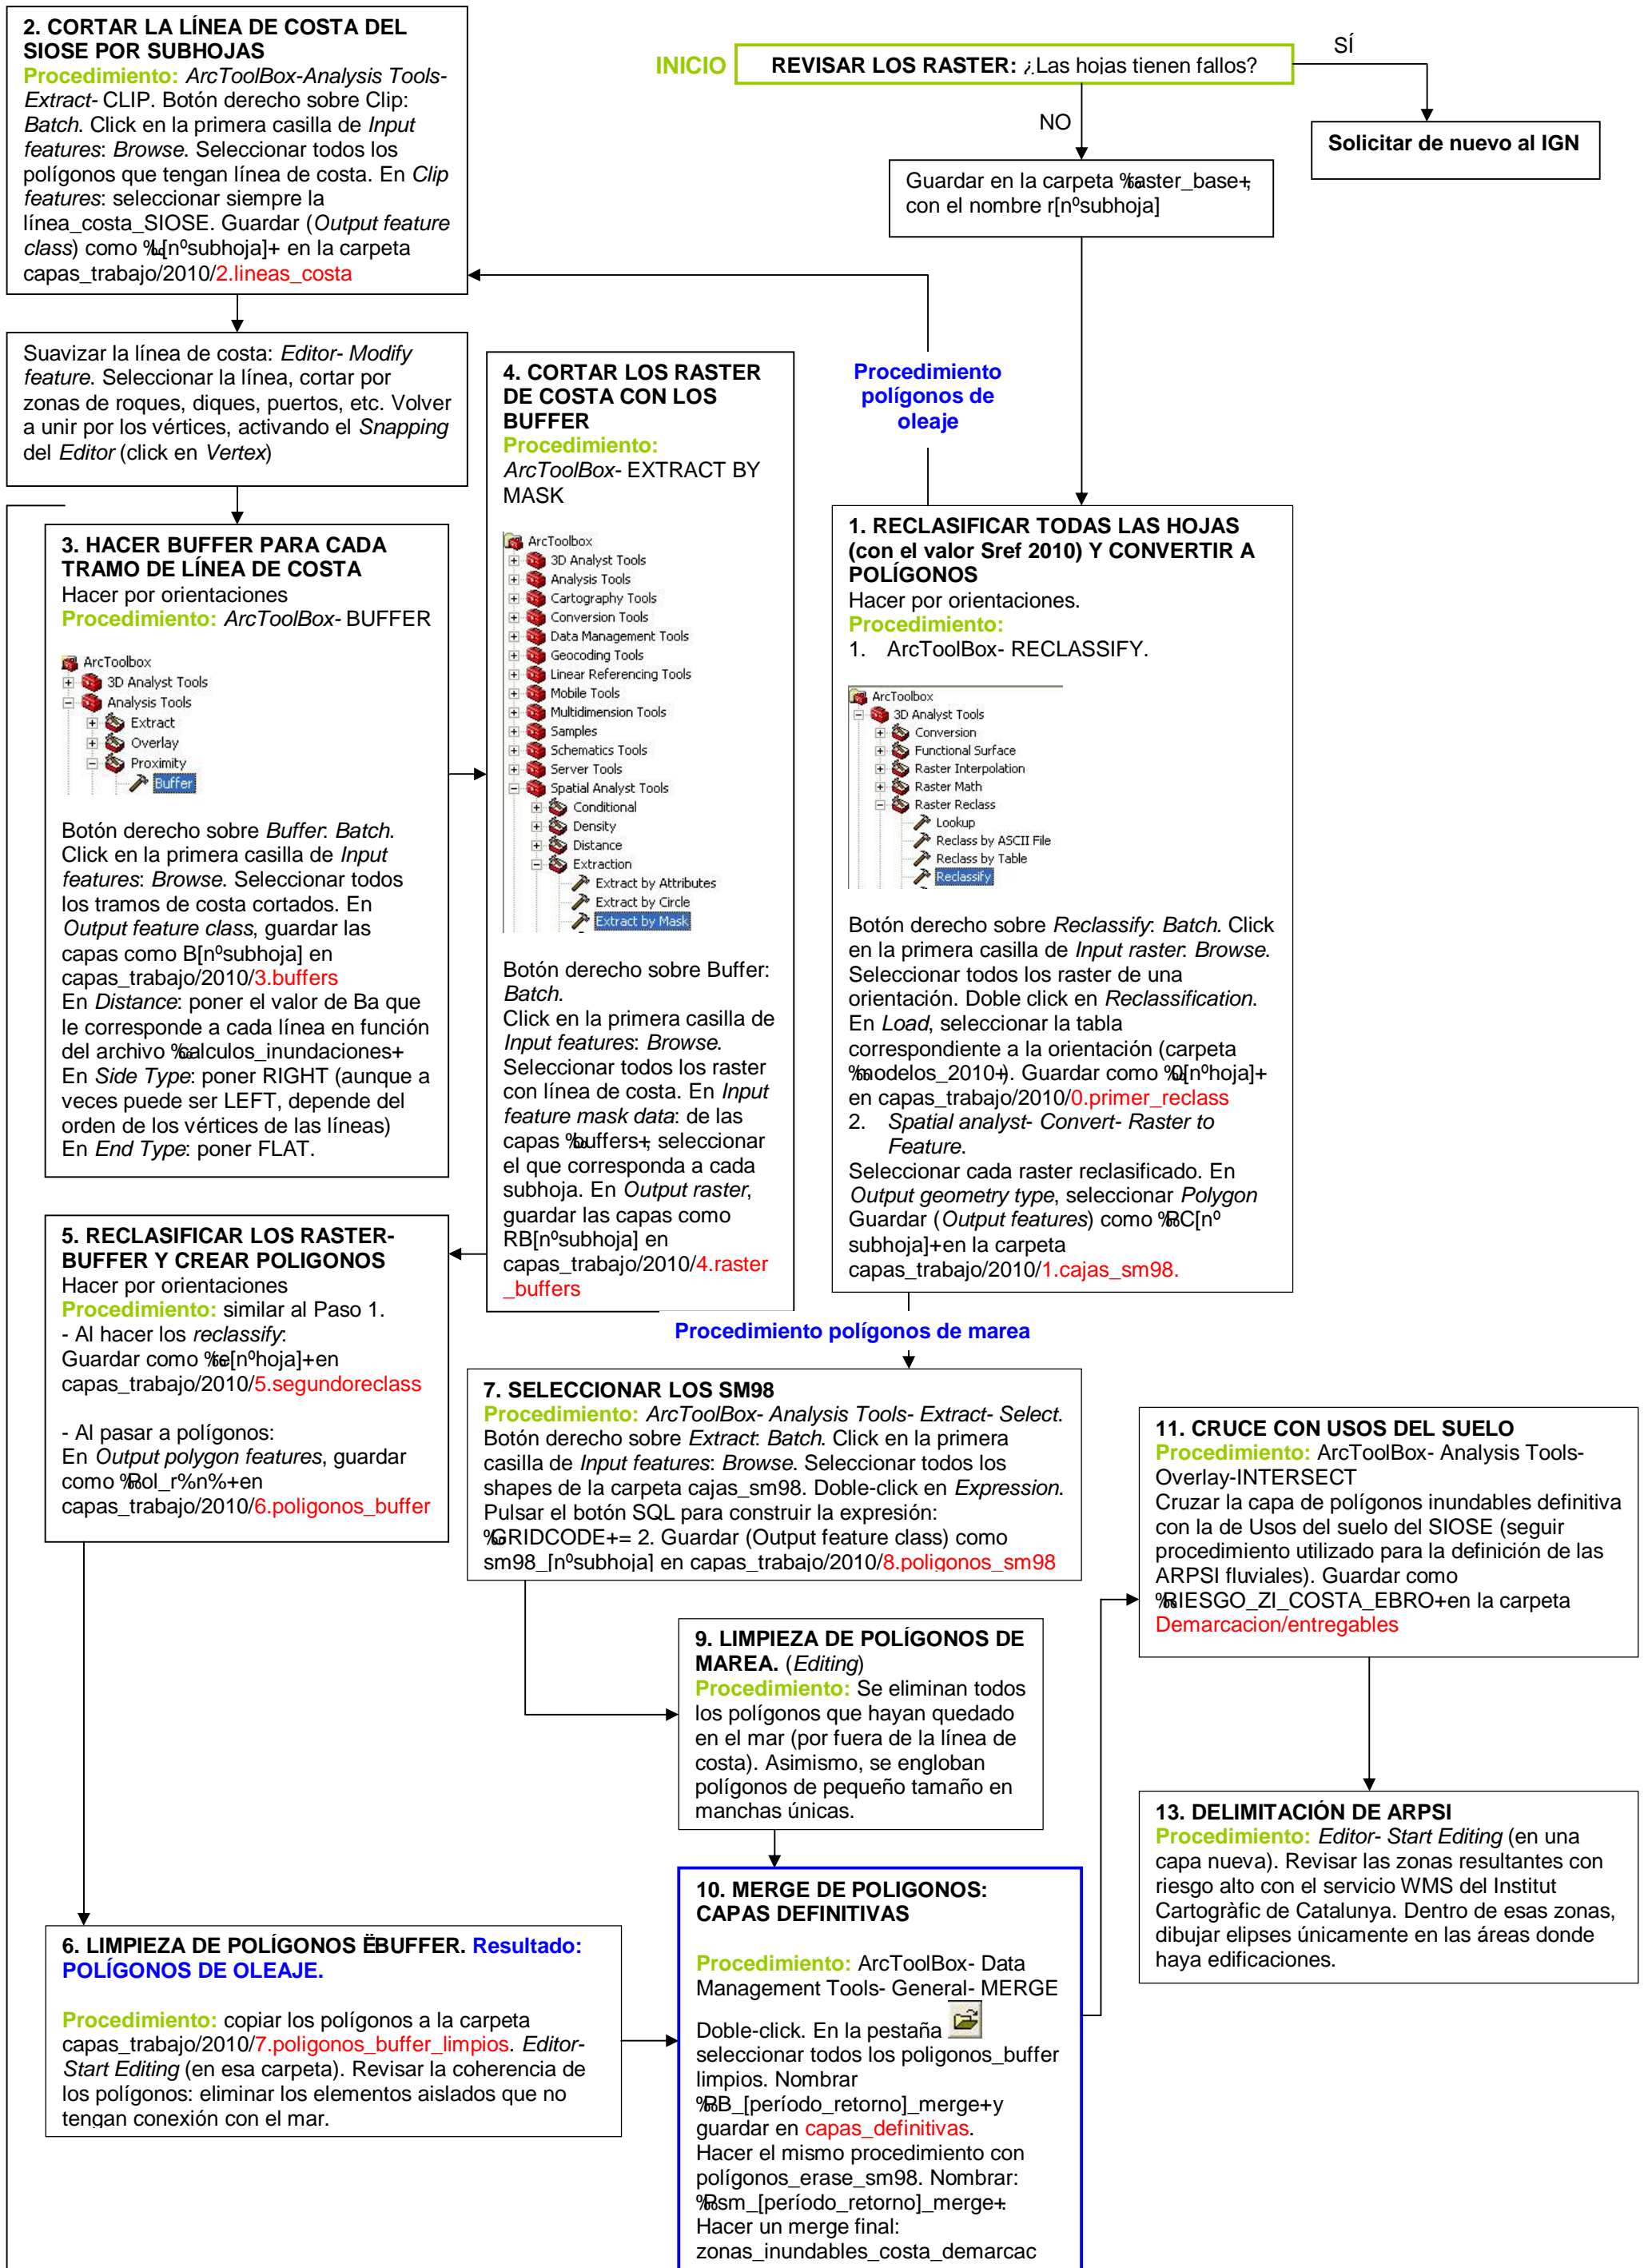 INICIO
REVISAR LOS RASTER: ¿Las hojas tienen fallos?
SÍ
Solicitar de nuevo al IGN
NO
Guardar en la carpeta raster_base+,
con el nombre r[nºsubhoja]
1. RECLASIFICAR TODAS LAS HOJAS
(con el valor Sref 2010) Y CONVERTIR A
POLÍGONOS
Hacer por orientaciones.
Procedimiento:
1. ArcToolBox- RECLASSIFY.
ArcToolbox
3D Analyst Tools
Conversion
Functional Surface
Raster Interpolation
Raster Math
Raster Reclass
Lookup
Reclass by ASCII File
Reclass by Table
Reclassify
Botón derecho sobre Reclassify: Batch. Click
en la primera casilla de Input raster: Browse.
Seleccionar todos los raster de una
orientación. Doble click en Reclassification.
En Load, seleccionar la tabla
correspondiente a la orientación (carpeta
%modelos_2010+). Guardar como %0[nºhoja]+
en capas_trabajo/2010/0.primer_reclass
2. Spatial analyst- Convert- Raster to
Feature.
Seleccionar cada raster reclasificado. En
Output geometry type, seleccionar Polygon
Guardar (Output features) como %RC[nº
subhoja]+en la carpeta
capas_trabajo/2010/1.cajas_sm98.
Procedimiento
polígonos de
oleaje
2. CORTAR LA LÍNEA DE COSTA DEL
SIOSE POR SUBHOJAS
Procedimiento: ArcToolBox-Analysis Tools-
Extract- CLIP. Botón derecho sobre Clip:
Batch. Click en la primera casilla de Input
features: Browse. Seleccionar todos los
polígonos que tengan línea de costa. En Clip
features: seleccionar siempre la
línea_costa_SIOSE. Guardar (Output feature
class) como %L[nºsubhoja]+ en la carpeta
capas_trabajo/2010/2.lineas_costa
Suavizar la línea de costa: Editor- Modify
feature. Seleccionar la línea, cortar por
zonas de roques, diques, puertos, etc. Volver
a unir por los vértices, activando el Snapping
del Editor (click en Vertex)
3. HACER BUFFER PARA CADA
TRAMO DE LÍNEA DE COSTA
Hacer por orientaciones
Procedimiento: ArcToolBox- BUFFER
ArcToolbox
3D Analyst Tools
Analysis Tools
Extract
Overlay
Proximity
Buffer
Botón derecho sobre Buffer: Batch.
Click en la primera casilla de Input
features: Browse. Seleccionar todos
los tramos de costa cortados. En
Output feature class, guardar las
capas como B[nºsubhoja] en
capas_trabajo/2010/3.buffers
En Distance: poner el valor de Ba que
le corresponde a cada línea en función
del archivo %calculos_inundaciones+
En Side Type: poner RIGHT (aunque a
veces puede ser LEFT, depende del
orden de los vértices de las líneas)
En End Type: poner FLAT.
4. CORTAR LOS RASTER
DE COSTA CON LOS
BUFFER
Procedimiento:
ArcToolBox- EXTRACT BY
MASK
ArcToolbox
3D Analyst Tools
Analysis Tools
Cartography Tools
Conversion Tools
Data Management Tools
Geocoding Tools
Linear Referencing Tools
Mobile Tools
Multidimension Tools
Samples
Schematics Tools
Server Tools
Spatial Analyst Tools
Conditional
Density
Distance
Extraction
Extract by Attributes
Extract by Circle
Extract by Mask
Botón derecho sobre Buffer:
Batch.
Click en la primera casilla de
Input features: Browse.
Seleccionar todos los raster
con línea de costa. En Input
feature mask data: de las
capas %buffers+, seleccionar
el que corresponda a cada
subhoja. En Output raster,
guardar las capas como
RB[nºsubhoja] en
capas_trabajo/2010/4.raster
_buffers
5. RECLASIFICAR LOS RASTER-
BUFFER Y CREAR POLIGONOS
Hacer por orientaciones
Procedimiento: similar al Paso 1.
- Al hacer los reclassify:
Guardar como %e[nºhoja]+en
capas_trabajo/2010/5.segundoreclass
- Al pasar a polígonos:
En Output polygon features, guardar
como %Pol_r%n%+en
capas_trabajo/2010/6.poligonos_buffer
6. LIMPIEZA DE POLÍGONOS ËBUFFER. Resultado:
POLÍGONOS DE OLEAJE.
Procedimiento: copiar los polígonos a la carpeta
capas_trabajo/2010/7.poligonos_buffer_limpios. Editor-
Start Editing (en esa carpeta). Revisar la coherencia de
los polígonos: eliminar los elementos aislados que no
tengan conexión con el mar.
Procedimiento polígonos de marea
7. SELECCIONAR LOS SM98
Procedimiento: ArcToolBox- Analysis Tools- Extract- Select.
Botón derecho sobre Extract: Batch. Click en la primera
casilla de Input features: Browse. Seleccionar todos los
shapes de la carpeta cajas_sm98. Doble-click en Expression.
Pulsar el botón SQL para construir la expresión:
%GRIDCODE+= 2. Guardar (Output feature class) como
sm98_[nºsubhoja] en capas_trabajo/2010/8.poligonos_sm98
9. LIMPIEZA DE POLÍGONOS DE
MAREA. (Editing)
Procedimiento: Se eliminan todos
los polígonos que hayan quedado
en el mar (por fuera de la línea de
costa). Asimismo, se engloban
polígonos de pequeño tamaño en
manchas únicas.
10. MERGE DE POLIGONOS:
CAPAS DEFINITIVAS
Procedimiento: ArcToolBox- Data
Management Tools- General- MERGE
Doble-click. En la pestaña
seleccionar todos los poligonos_buffer
limpios. Nombrar
%RB_[período_retorno]_merge+y
guardar en capas_definitivas.
Hacer el mismo procedimiento con
polígonos_erase_sm98. Nombrar:
%Rsm_[período_retorno]_merge+.
Hacer un merge final:
zonas_inundables_costa_demarcac
11. CRUCE CON USOS DEL SUELO
Procedimiento: ArcToolBox- Analysis Tools-
Overlay-INTERSECT
Cruzar la capa de polígonos inundables definitiva
con la de Usos del suelo del SIOSE (seguir
procedimiento utilizado para la definición de las
ARPSI fluviales). Guardar como
%RIESGO_ZI_COSTA_EBRO+en la carpeta
Demarcacion/entregables
13. DELIMITACIÓN DE ARPSI
Procedimiento: Editor- Start Editing (en una
capa nueva). Revisar las zonas resultantes con
riesgo alto con el servicio WMS del Institut
Cartogràfic de Catalunya. Dentro de esas zonas,
dibujar elipses únicamente en las áreas donde
haya edificaciones.